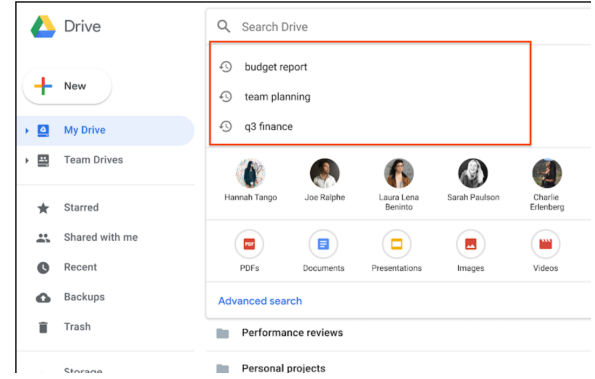 Drive
Search Drive
budget report
New
team planning
q3 finance
My Drive
Team Drives
Hannah Tango
Joe Ralphe
Laura Lena
Beninto
Sarah Paulson
Charlie
Erlenberg
Starred
Shared with me
PDF
PDFs
Documents
Presentations
Images
Videos
Recent
Backups
Advanced search
Trash
Performance reviews
Personal projects
Storage